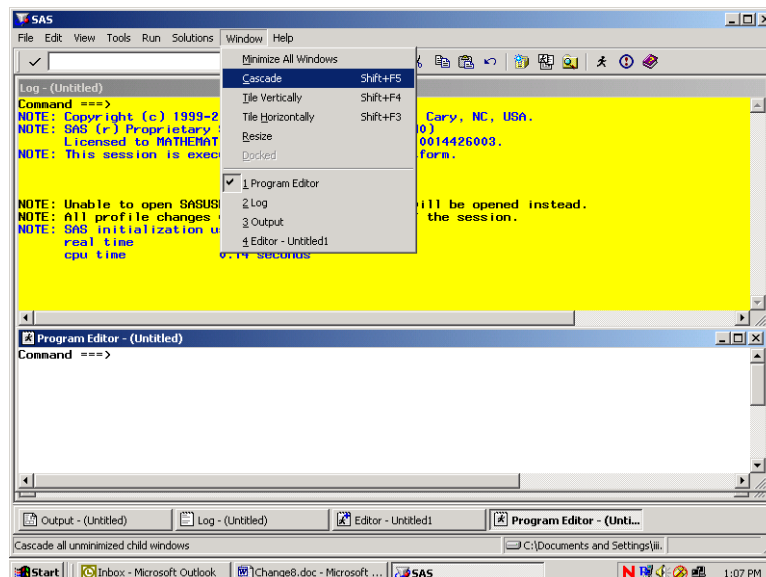 SAS
File Edit View Tools Run Solutions Window Help
Minimize All Windows
Cascade Shift+F5
Tile Vertically Shift+F4
Tile Horizontally Shift+F3
Resize
Docked
1 Program Editor
2 Log
3 Output
4 Editor - Untitled1
Log - (Untitled)
Command ===>
NOTE: Copyright (c) 1999-2 Cary, NC, USA.
NOTE: SAS (r) Proprietary 0)
Licensed to MATHEMAT 0014426003.
NOTE: This session is exec form.
NOTE: Unable to open SASUS ill be opened instead.
NOTE: All profile changes the session.
NOTE: SAS initialization u
real time
cpu time 0.14 seconds
Program Editor - (Untitled)
Command ===>
Output - (Untitled) Log - (Untitled) Editor - Untitled1 Program Editor - (Unti...
Cascade all unminimized child windows C:\Documents and Settings\iii.
Start Inbox - Microsoft Outlook Change8.doc - Microsoft ... SAS 1:07 PM